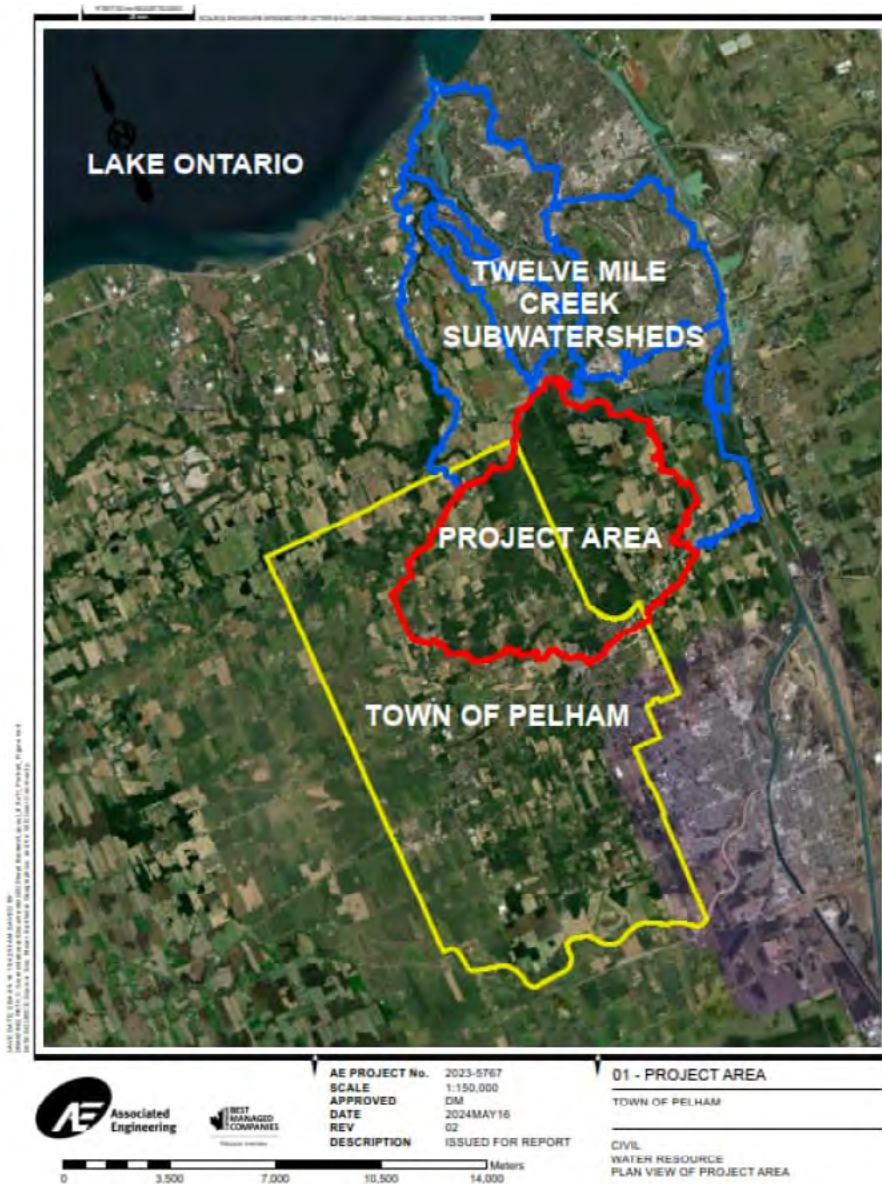 LAKE ONTARIO
TWELVE MILE
CREEK
SUBWATERSHEDS
PROJECT AREA
TOWN OF PELHAM
AE Associated
Engineering
BEST
MANAGED
COMPANIES
AE PROJECT No. 2023-5767
SCALE 1:150,000
APPROVED DM
DATE 2024MAY16
REV 02
DESCRIPTION ISSUED FOR REPORT
01 - PROJECT AREA
TOWN OF PELHAM
CIVIL
WATER RESOURCE
PLAN VIEW OF PROJECT AREA
Meters
0 3,500 7,000 10,500 14,000